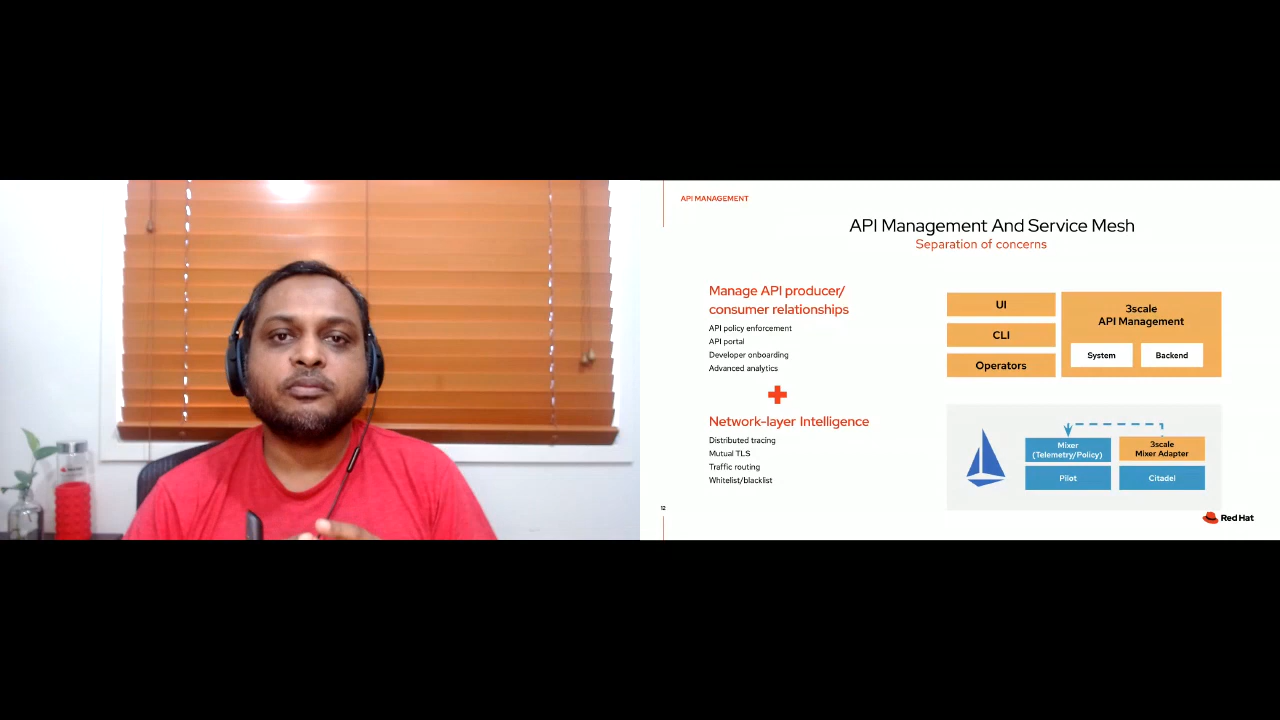 API MANAGEMENT
API Management And Service Mesh
Separation of concerns
Manage API producer/
consumer relationships
API policy enforcement
API portal
Developer onboarding
Advanced analytics
Network-layer Intelligence
Distributed tracing
Mutual TLS
Traffic routing
Whitelist/blacklist
UI
CLI
Operators
3scale
API Management
System
Backend
Mixer
(Telemetry/Policy)
3scale
Mixer Adapter
Pilot
Citadel
12
Red Hat